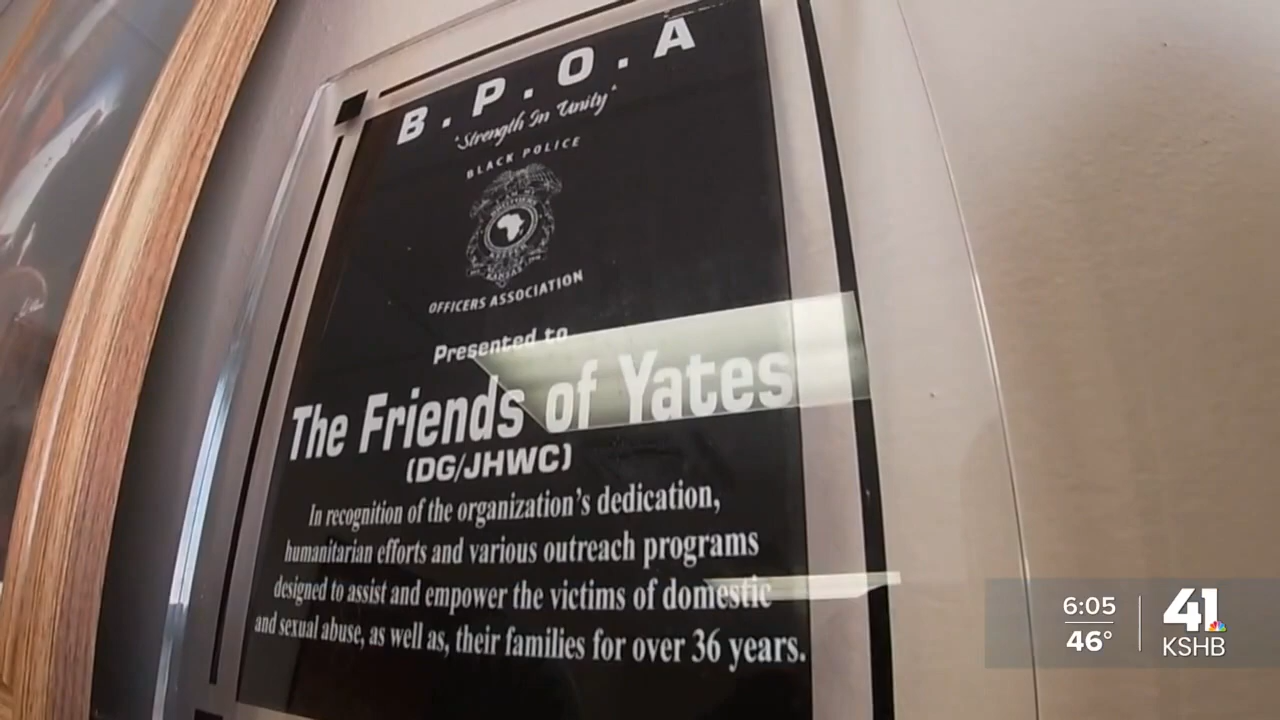 B.P.O.A
"Strength In Unity"
BLACK POLICE
OFFICERS ASSOCIATION
Presented to
The Friends of Yates
(DG/JHWC)
In recognition of the organization's dedication,
humanitarian efforts and various outreach programs
designed to assist and empower the victims of domestic
and sexual abuse, as well as, their families for over 36 years.
6:05
46°
41
KSHB